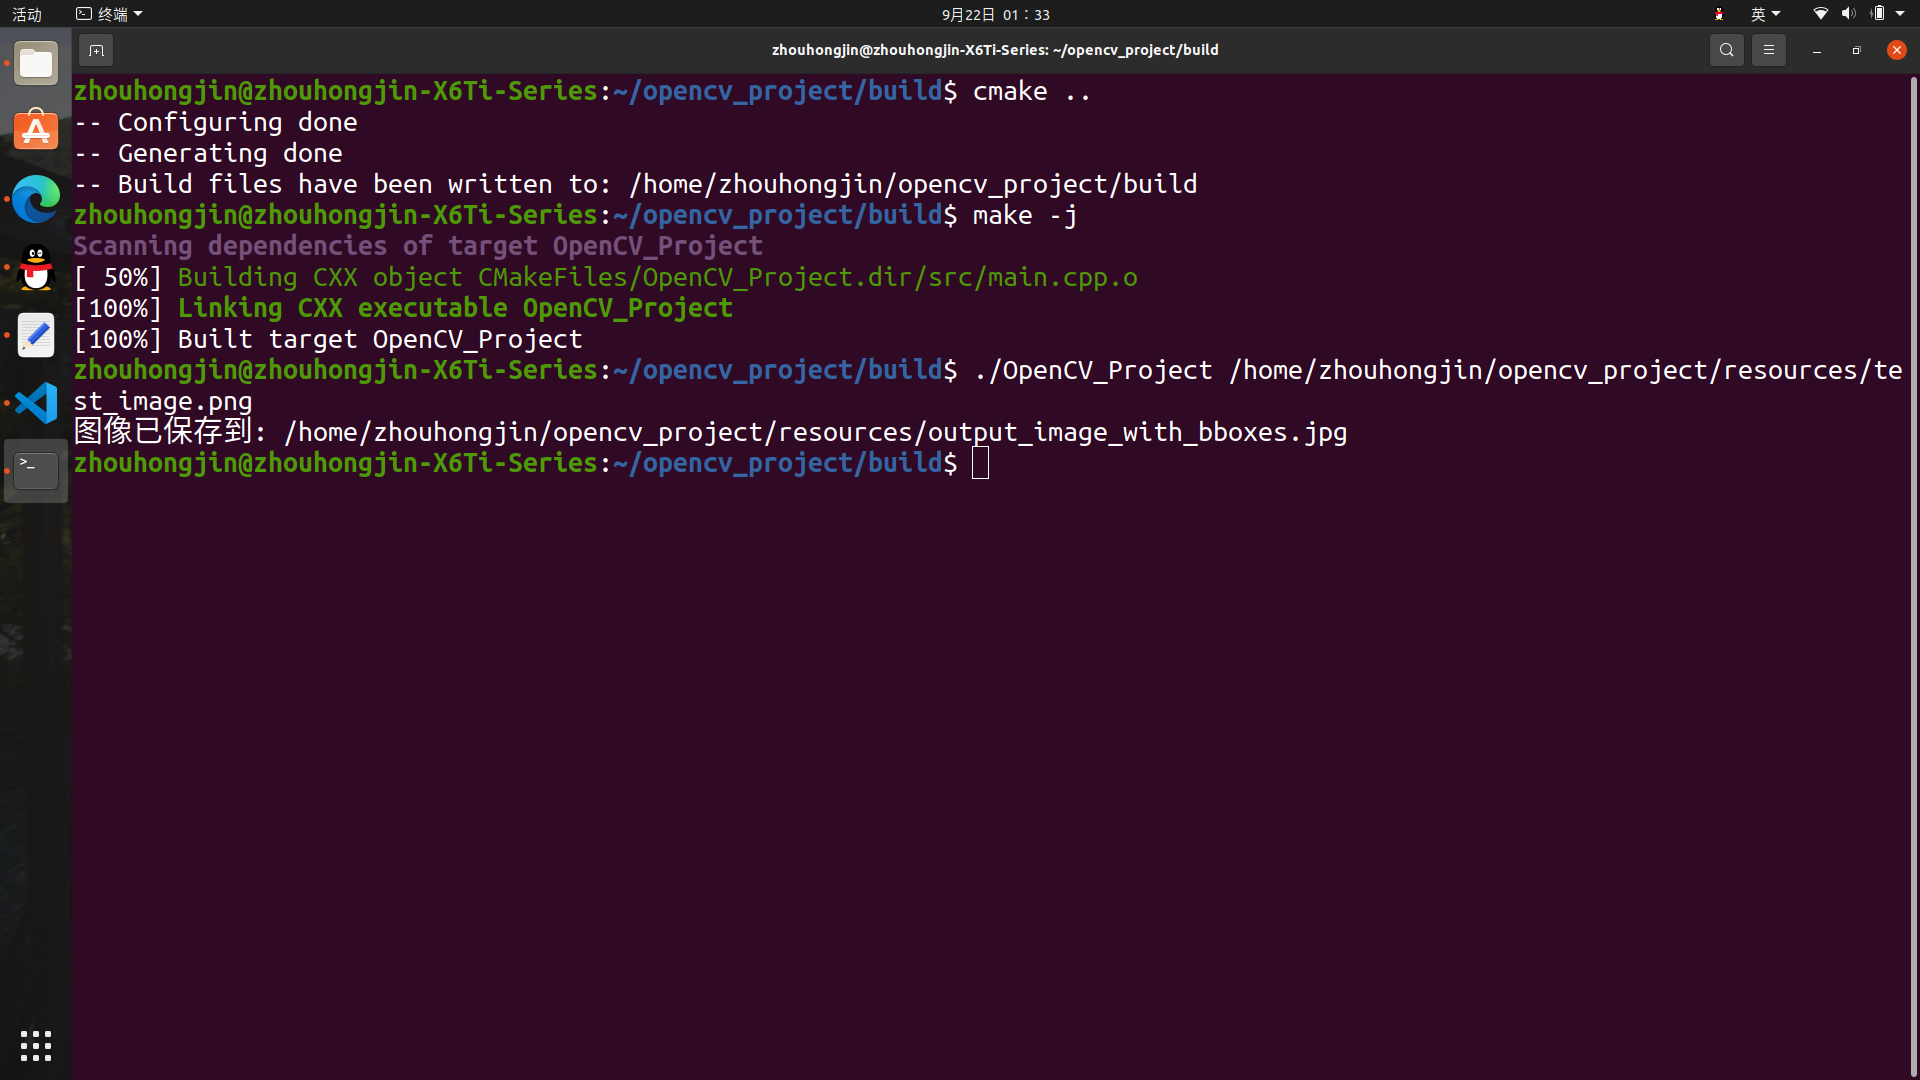 活动
终端
9月22日 01：33
英
zhouhongjin@zhouhongjin-X6Ti-Series: ~/opencv_project/build
zhouhongjin@zhouhongjin-X6Ti-Series:~/opencv_project/build$ cmake ..
-- Configuring done
-- Generating done
-- Build files have been written to: /home/zhouhongjin/opencv_project/build
zhouhongjin@zhouhongjin-X6Ti-Series:~/opencv_project/build$ make -j
Scanning dependencies of target OpenCV_Project
[ 50%] Building CXX object CMakeFiles/OpenCV_Project.dir/src/main.cpp.o
[100%] Linking CXX executable OpenCV_Project
[100%] Built target OpenCV_Project
zhouhongjin@zhouhongjin-X6Ti-Series:~/opencv_project/build$ ./OpenCV_Project /home/zhouhongjin/opencv_project/resources/te
st_image.png
图像已保存到: /home/zhouhongjin/opencv_project/resources/output_image_with_bboxes.jpg
zhouhongjin@zhouhongjin-X6Ti-Series:~/opencv_project/build$